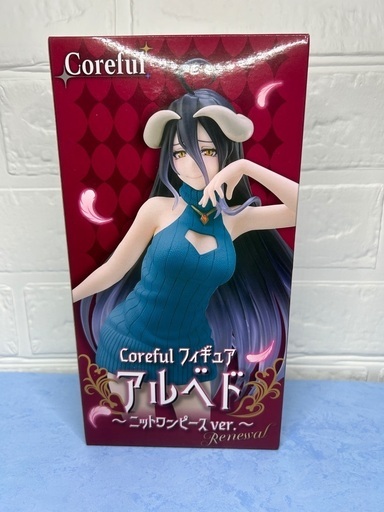 Coreful
Coreful フィギュア
アルベド
～ニットワンピースver.～
Renewal